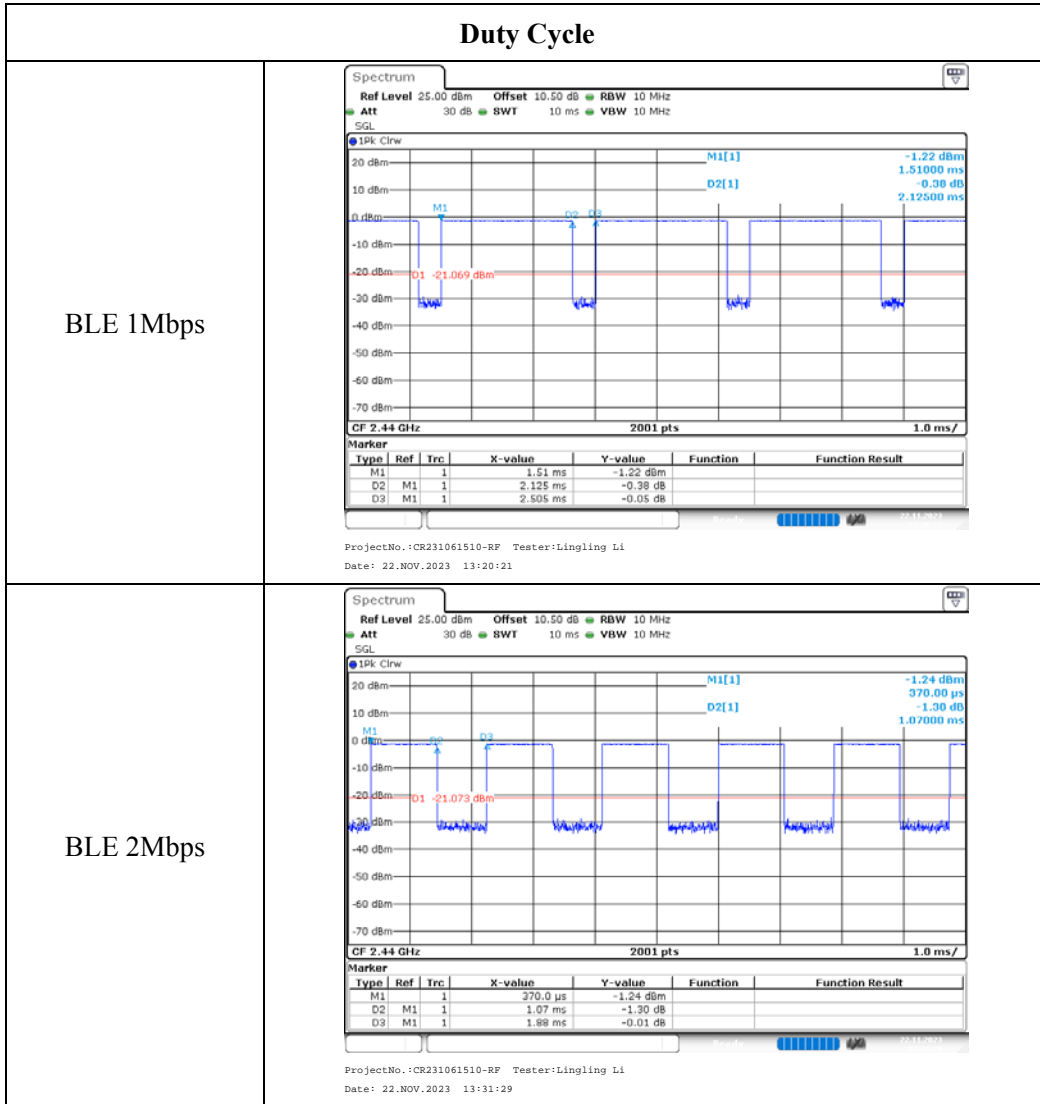 Duty Cycle
BLE 1Mbps
Spectrum
Ref Level 25.00 dBm Offset 10.50 dB RBW 10 MHz
Att 30 dB SWT 10 ms VBW 10 MHz
SGL
1Pk Clrw
M1[1] -1.22 dBm
1.51000 ms
D2[1] -0.38 dB
2.12500 ms
20 dBm
10 dBm
M1 D2 D3
0 dBm
-10 dBm
-20 dBm
D1 -21.069 dBm
-30 dBm
-40 dBm
-50 dBm
-60 dBm
-70 dBm
CF 2.44 GHz 2001 pts 1.0 ms/
Marker
Type Ref Trc X-value Y-value Function Function Result
M1 1 1.51 ms -1.22 dBm
D2 M1 1 2.125 ms -0.38 dB
D3 M1 1 2.505 ms -0.05 dB
Ready 22.11.2023
ProjectNo.:CR231061510-RF Tester:Lingling Li
Date: 22.NOV.2023 13:20:21
BLE 2Mbps
Spectrum
Ref Level 25.00 dBm Offset 10.50 dB RBW 10 MHz
Att 30 dB SWT 10 ms VBW 10 MHz
SGL
1Pk Clrw
M1[1] -1.24 dBm
370.00 µs
D2[1] -1.30 dB
1.07000 ms
20 dBm
10 dBm
M1 D2 D3
0 dBm
-10 dBm
-20 dBm
D1 -21.073 dBm
-30 dBm
-40 dBm
-50 dBm
-60 dBm
-70 dBm
CF 2.44 GHz 2001 pts 1.0 ms/
Marker
Type Ref Trc X-value Y-value Function Function Result
M1 1 370.0 µs -1.24 dBm
D2 M1 1 1.07 ms -1.30 dB
D3 M1 1 1.88 ms -0.01 dB
Ready 22.11.2023
ProjectNo.:CR231061510-RF Tester:Lingling Li
Date: 22.NOV.2023 13:31:29